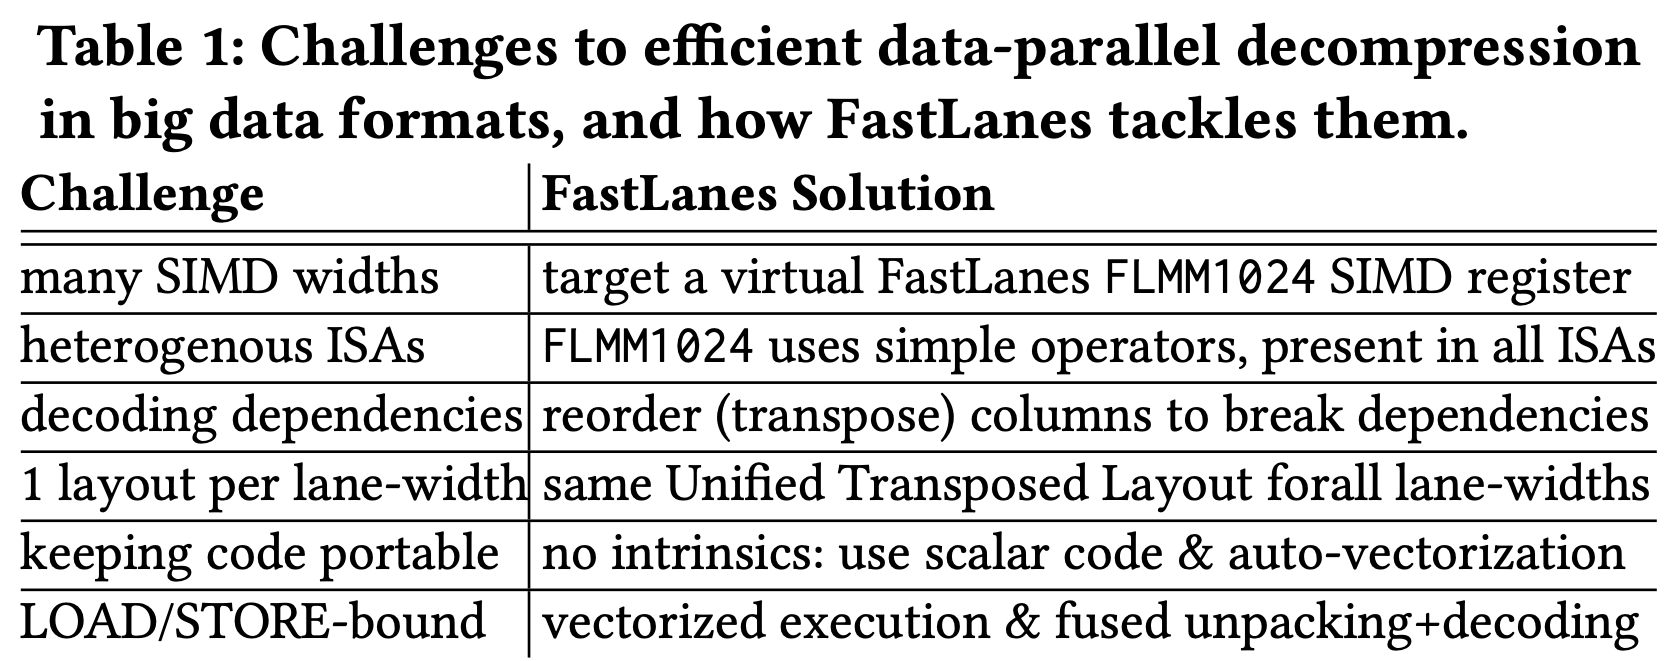 Table 1: Challenges to efficient data-parallel decompression
in big data formats, and how FastLanes tackles them.
Challenge FastLanes Solution
many SIMD widths target a virtual FastLanes FLMM1024 SIMD register
heterogenous ISAs FLMM1024 uses simple operators, present in all ISAs
decoding dependencies reorder (transpose) columns to break dependencies
1 layout per lane-width same Unified Transposed Layout forall lane-widths
keeping code portable no intrinsics: use scalar code & auto-vectorization
LOAD/STORE-bound vectorized execution & fused unpacking+decoding